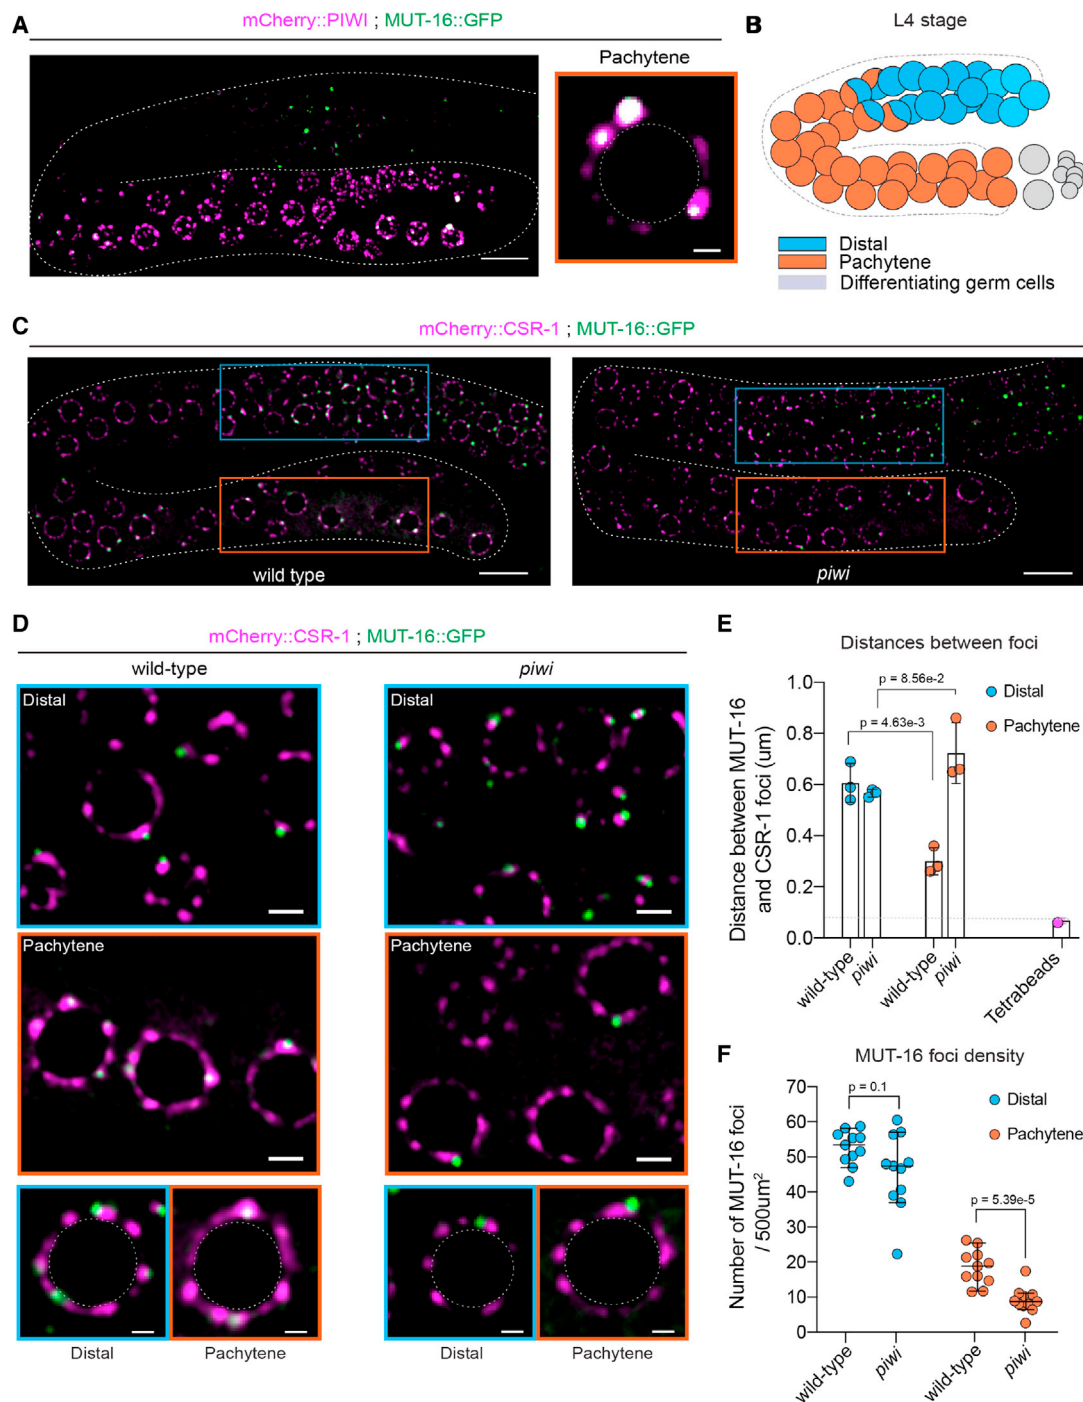 A
mCherry::PIWI ; MUT-16::GFP
Pachytene
B
L4 stage
Distal
Pachytene
Differentiating germ cells
C
mCherry::CSR-1 ; MUT-16::GFP
wild type
piwi
D
mCherry::CSR-1 ; MUT-16::GFP
wild-type
piwi
Distal
Distal
Pachytene
Pachytene
Distal
Pachytene
Distal
Pachytene
E
Distances between foci
p = 8.56e-2
p = 4.63e-3
Distal
Pachytene
Distance between MUT-16
and CSR-1 foci (um)
1.0
0.8
0.6
0.4
0.2
0.0
wild-type
piwi
wild-type
piwi
Tetrabeads
F
MUT-16 foci density
p = 0.1
p = 5.39e-5
Distal
Pachytene
Number of MUT-16 foci
/ 500um²
70
60
50
40
30
20
10
0
wild-type
piwi
wild-type
piwi